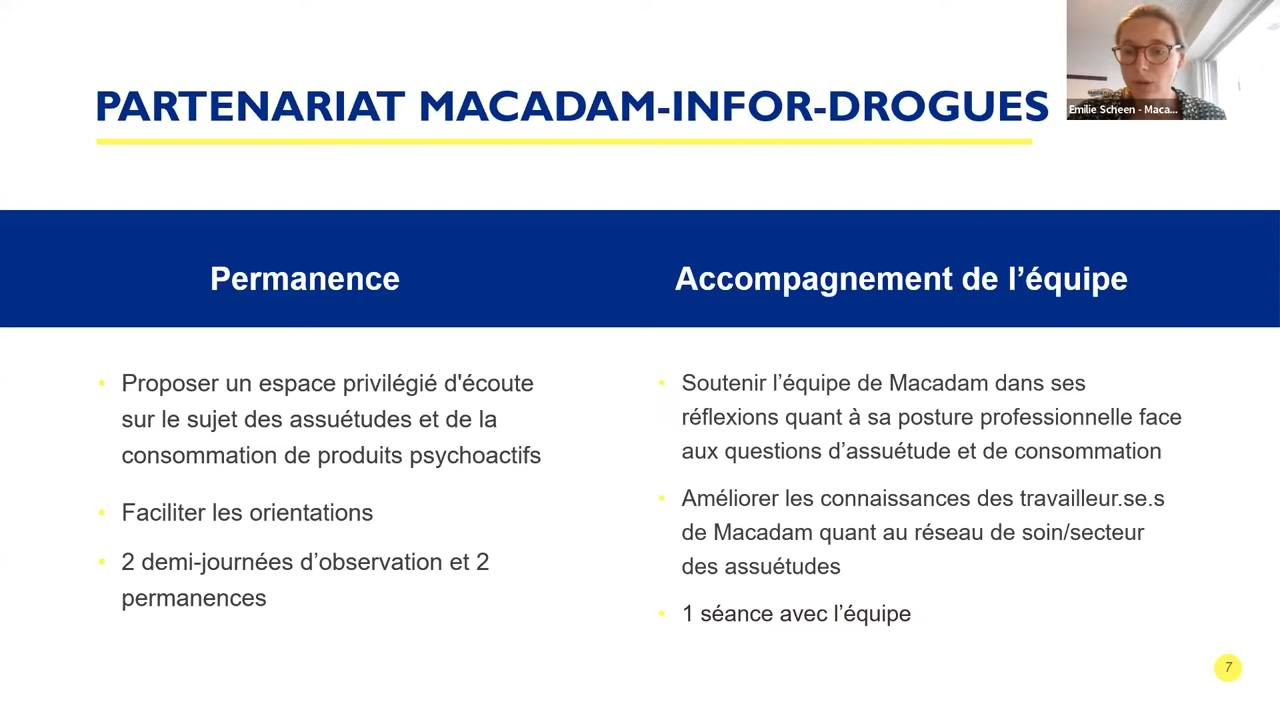 PARTENARIAT MACADAM-INFOR-DROGUES
Emilie Scheen - Maca...
Permanence
Accompagnement de l’équipe
Proposer un espace privilégié d'écoute
sur le sujet des assuétudes et de la
consommation de produits psychoactifs
Faciliter les orientations
2 demi-journées d’observation et 2
permanences
Soutenir l’équipe de Macadam dans ses
réflexions quant à sa posture professionnelle face
aux questions d’assuétude et de consommation
Améliorer les connaissances des travailleur.se.s
de Macadam quant au réseau de soin/secteur
des assuétudes
1 séance avec l’équipe
7